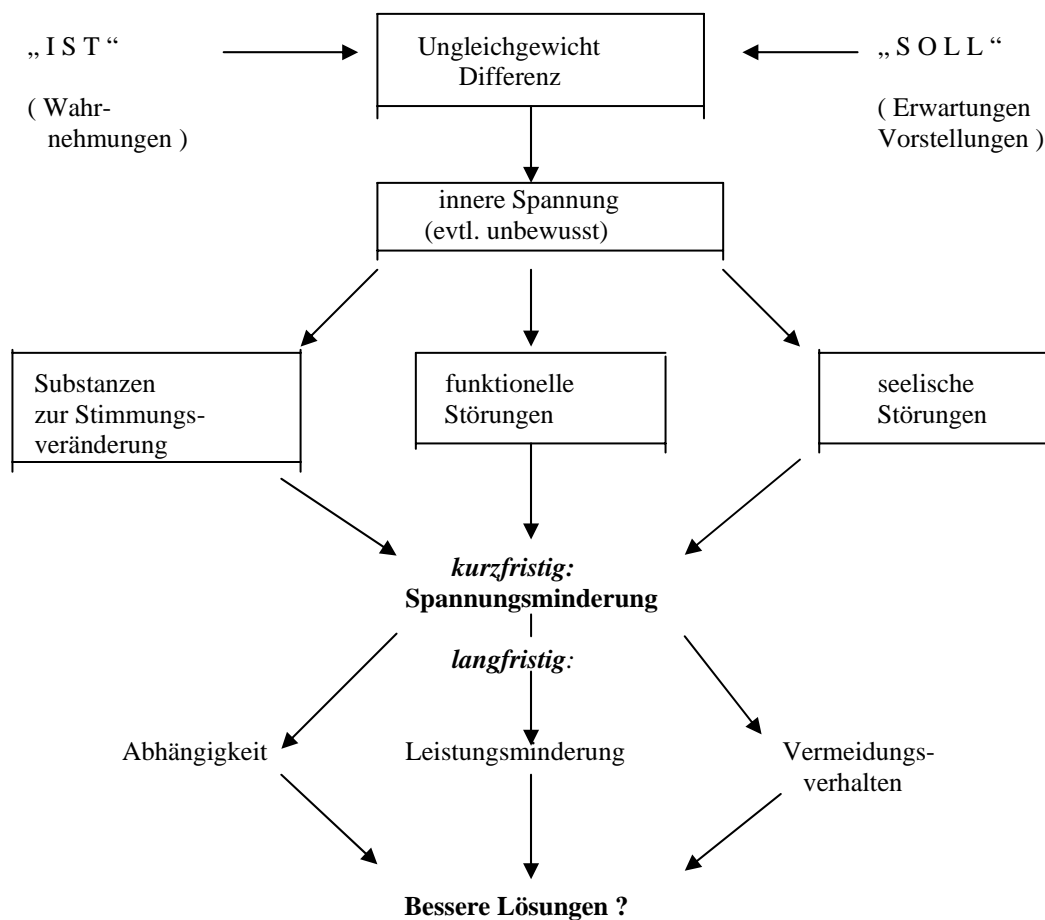 „ I S T “
( Wahr-
nehmungen )
Ungleichgewicht
Differenz
„ S O L L “
( Erwartungen
Vorstellungen )
innere Spannung
(evtl. unbewusst)
Substanzen
zur Stimmungs-
veränderung
funktionelle
Störungen
seelische
Störungen
kurzfristig:
Spannungsminderung
langfristig:
Abhängigkeit
Leistungsminderung
Vermeidungs-
verhalten
Bessere Lösungen ?